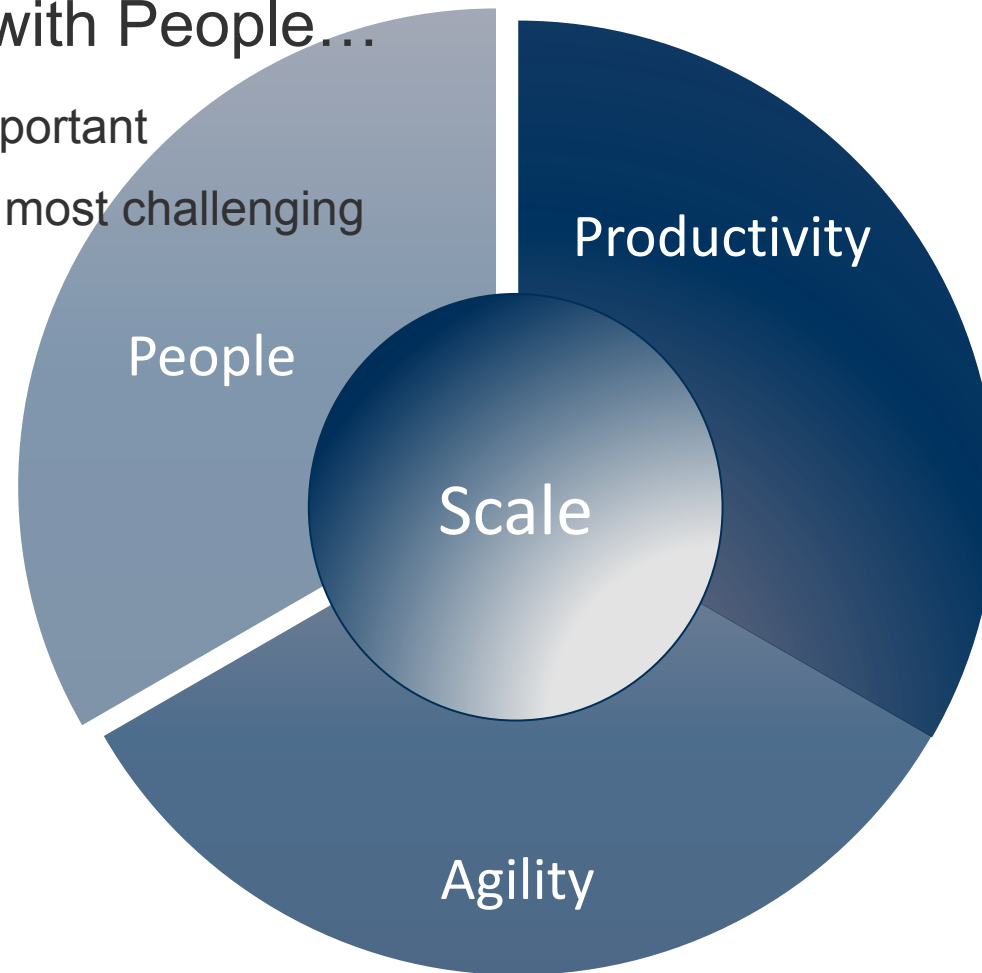 with People…
portant
most challenging
Productivity
People
Scale
Agility